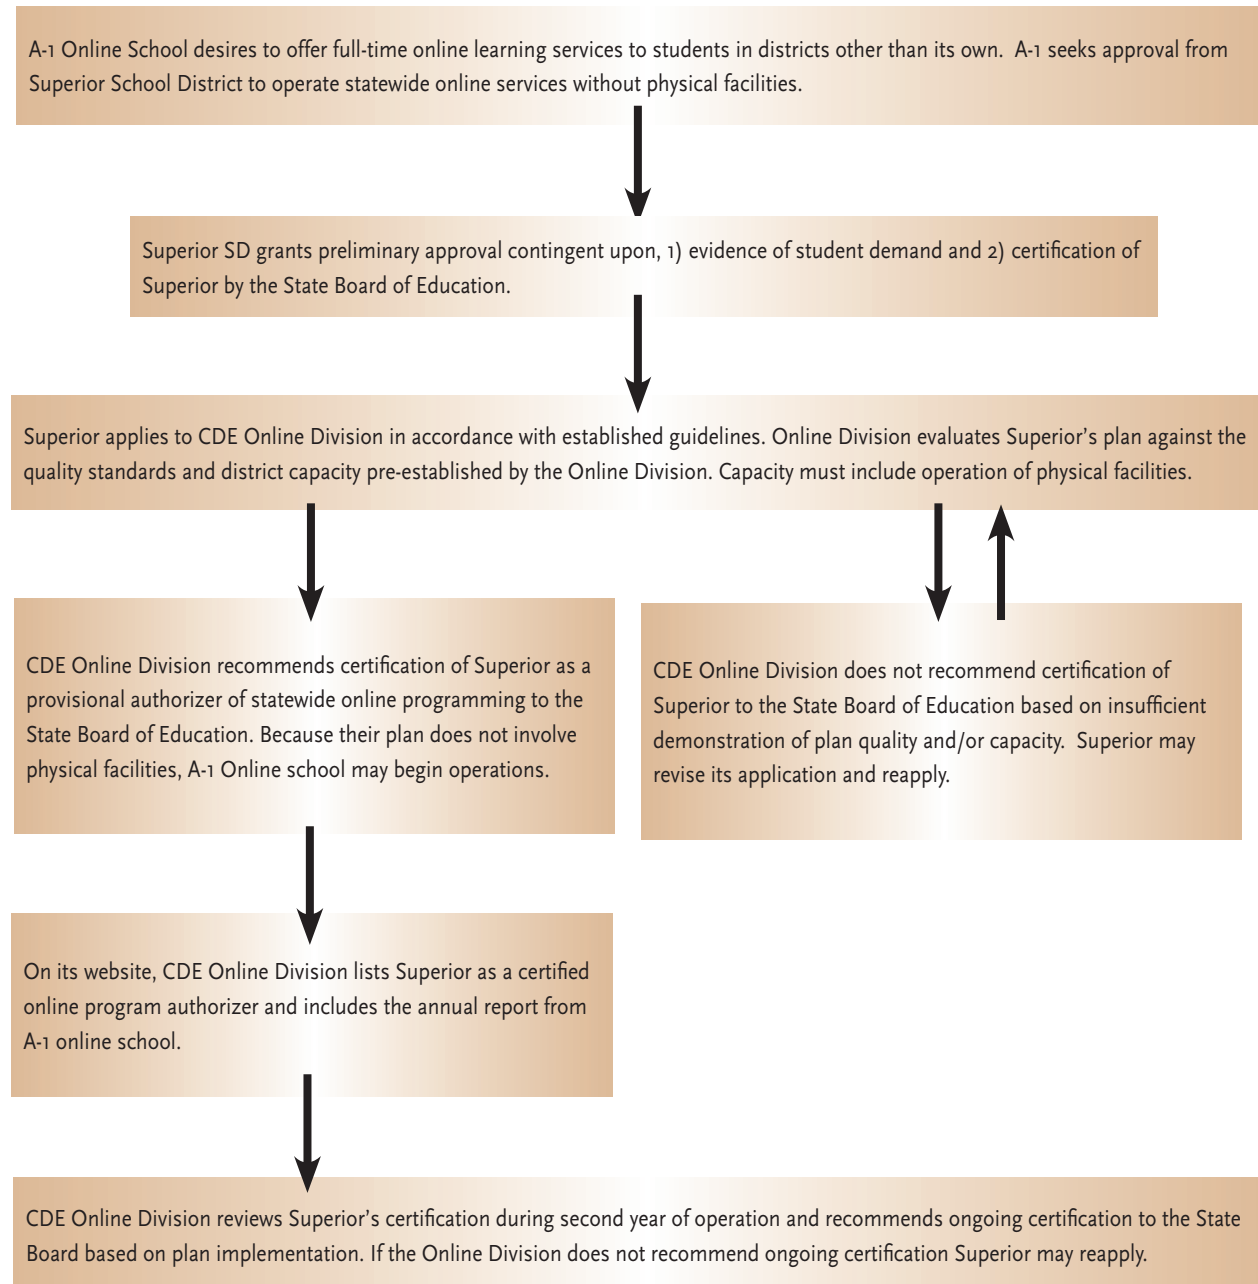 A-1 Online School desires to offer full-time online learning services to students in districts other than its own.  A-1 seeks approval from
Superior School District to operate statewide online services without physical facilities.
Superior SD grants preliminary approval contingent upon, 1) evidence of student demand and 2) certification of
Superior by the State Board of Education.
Superior applies to CDE Online Division in accordance with established guidelines. Online Division evaluates Superior's plan against the
quality standards and district capacity pre-established by the Online Division. Capacity must include operation of physical facilities.
CDE Online Division recommends certification of Superior as a
provisional authorizer of statewide online programming to the
State Board of Education. Because their plan does not involve
physical facilities, A-1 Online school may begin operations.
CDE Online Division does not recommend certification of
Superior to the State Board of Education based on insufficient
demonstration of plan quality and/or capacity.  Superior may
revise its application and reapply.
On its website, CDE Online Division lists Superior as a certified
online program authorizer and includes the annual report from
A-1 online school.
CDE Online Division reviews Superior's certification during second year of operation and recommends ongoing certification to the State
Board based on plan implementation. If the Online Division does not recommend ongoing certification Superior may reapply.